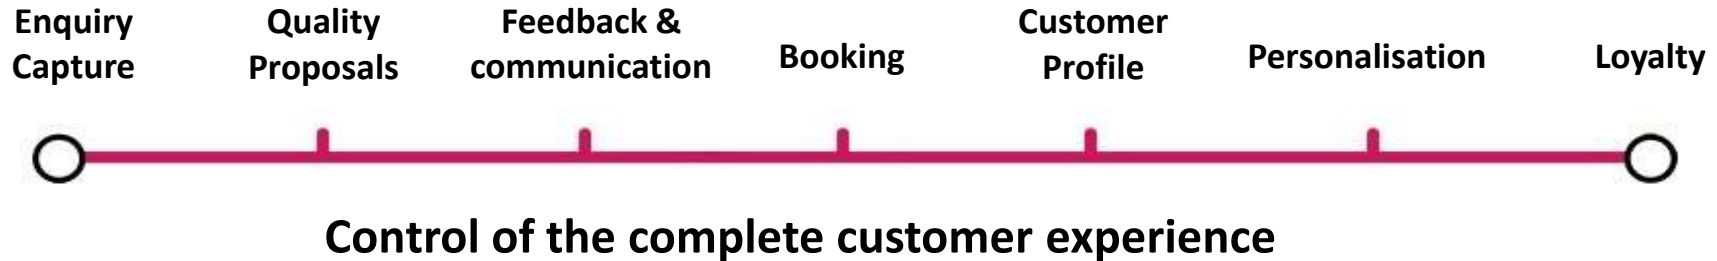 Enquiry
Capture
Quality
Proposals
Feedback &
communication
Booking
Customer
Profile
Personalisation
Loyalty
Control of the complete customer experience